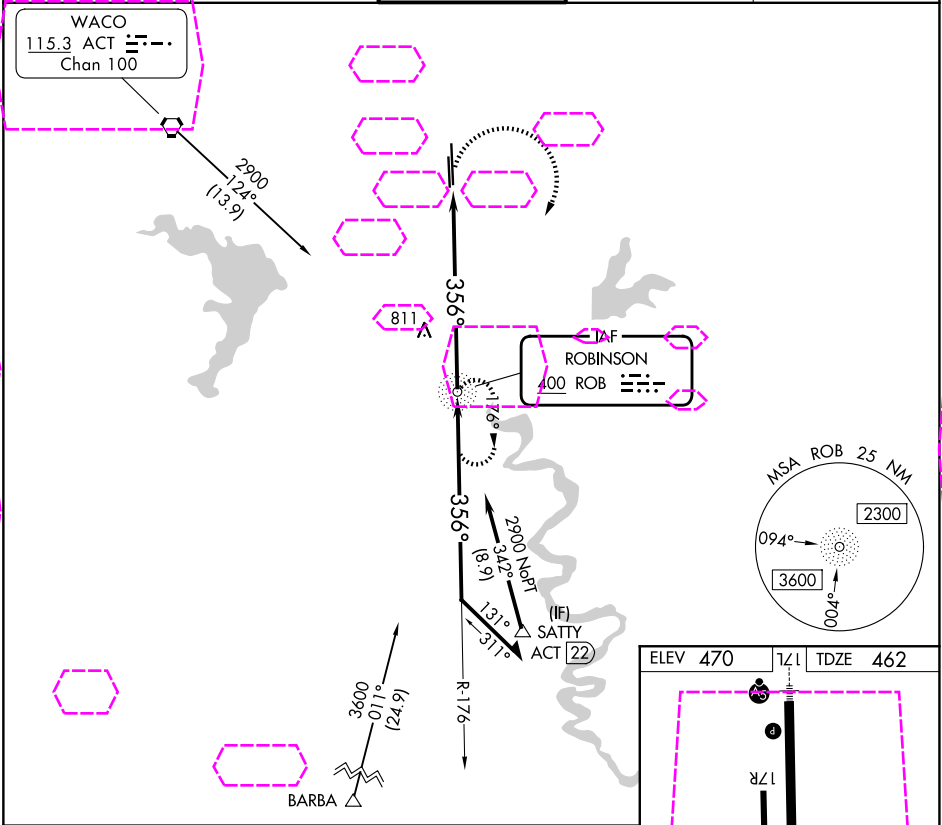 WACO
115.3 ACT
Chan 100
2900
124°
(13.9)
356°
811
IAF
ROBINSON
400 ROB
176°
356°
2900 NoPT
342°
(8.9)
131°
311°
(IF)
SATTY
ACT 22
R-176
3600
011°
(24.9)
BARBA
MSA ROB 25 NM
2300
094°
3600
004°
ELEV 470
17L
TDZE 462
A5
P
17R